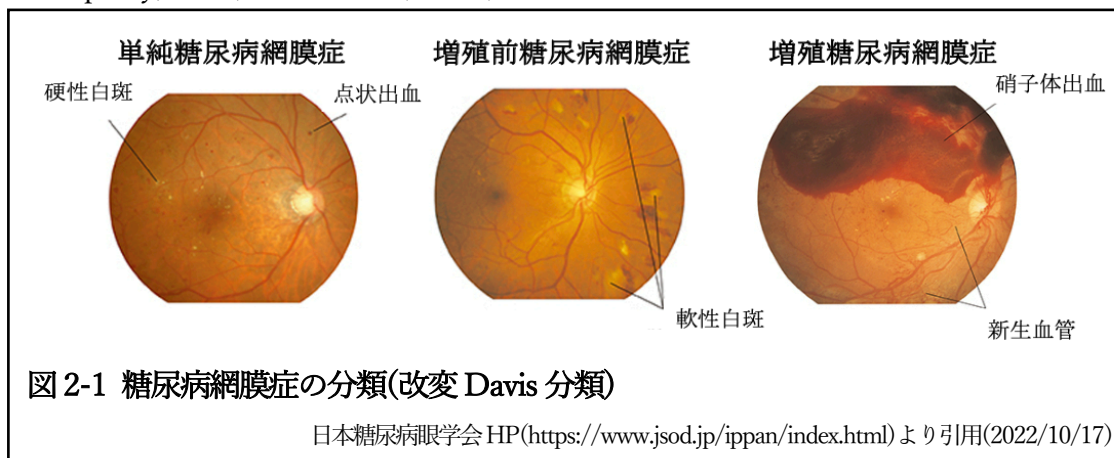 単純糖尿病網膜症
増殖前糖尿病網膜症
増殖糖尿病網膜症
硬性白斑
点状出血
硝子体出血
軟性白斑
新生血管
図 2-1 糖尿病網膜症の分類(改変 Davis 分類)
日本糖尿病眼学会 HP(https://www.jsod.jp/ippan/index.html)より引用(2022/10/17)